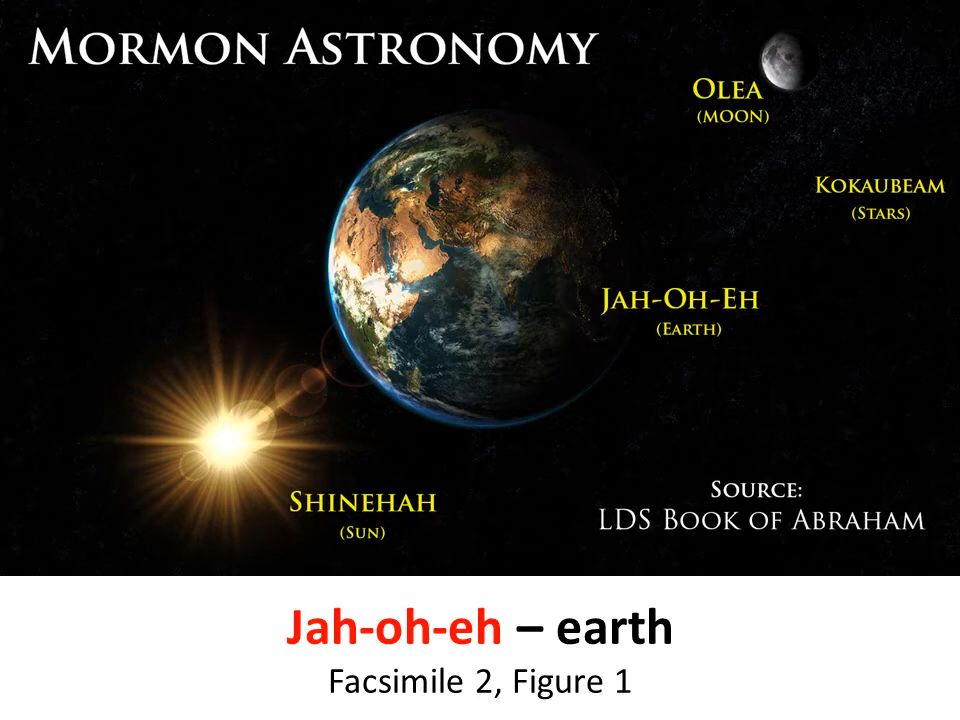 Mormon Astronomy
Olea
(moon)
Kokaubeam
(Stars)
Jah-Oh-Eh
(Earth)
Shinehah
(Sun)
Source:
LDS Book of Abraham
Jah-oh-eh – earth
Facsimile 2, Figure 1